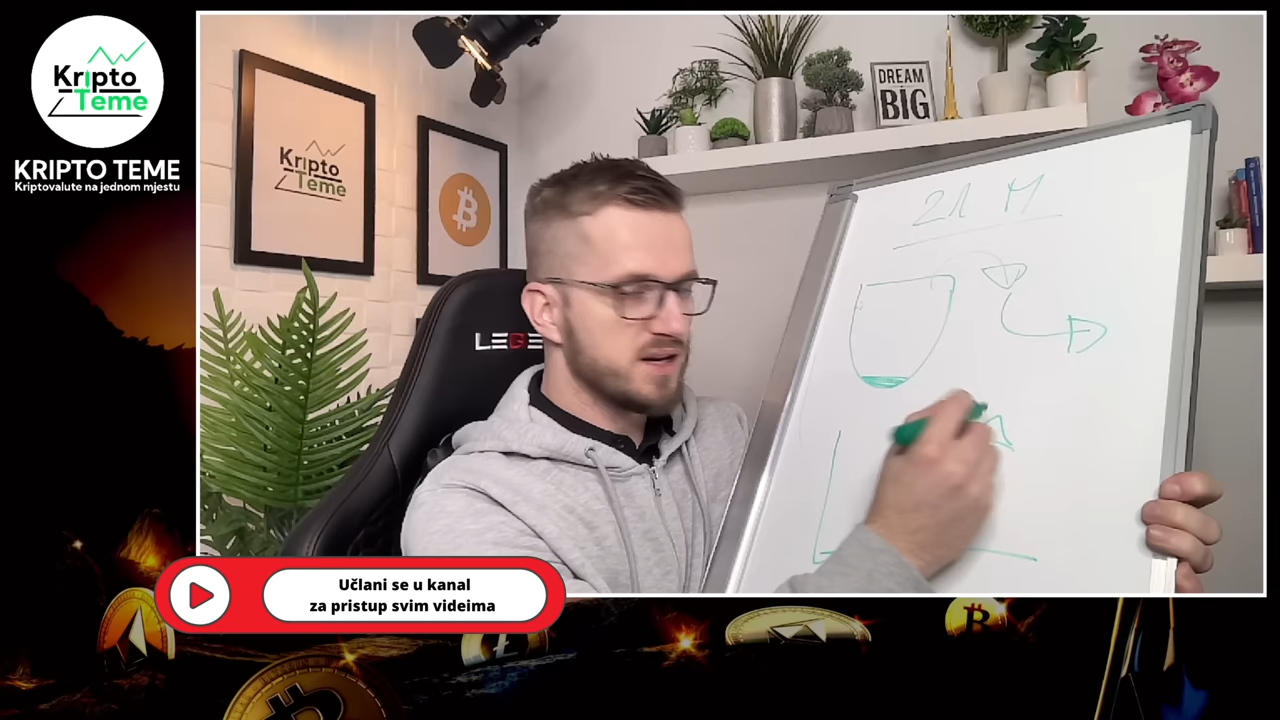 Kripto
Teme
KRIPTO TEME
Kriptovalute na jednom mjestu
Kripto
Teme
LEGE
DREAM
BIG
21 M
Učlani se u kanal
za pristup svim videima